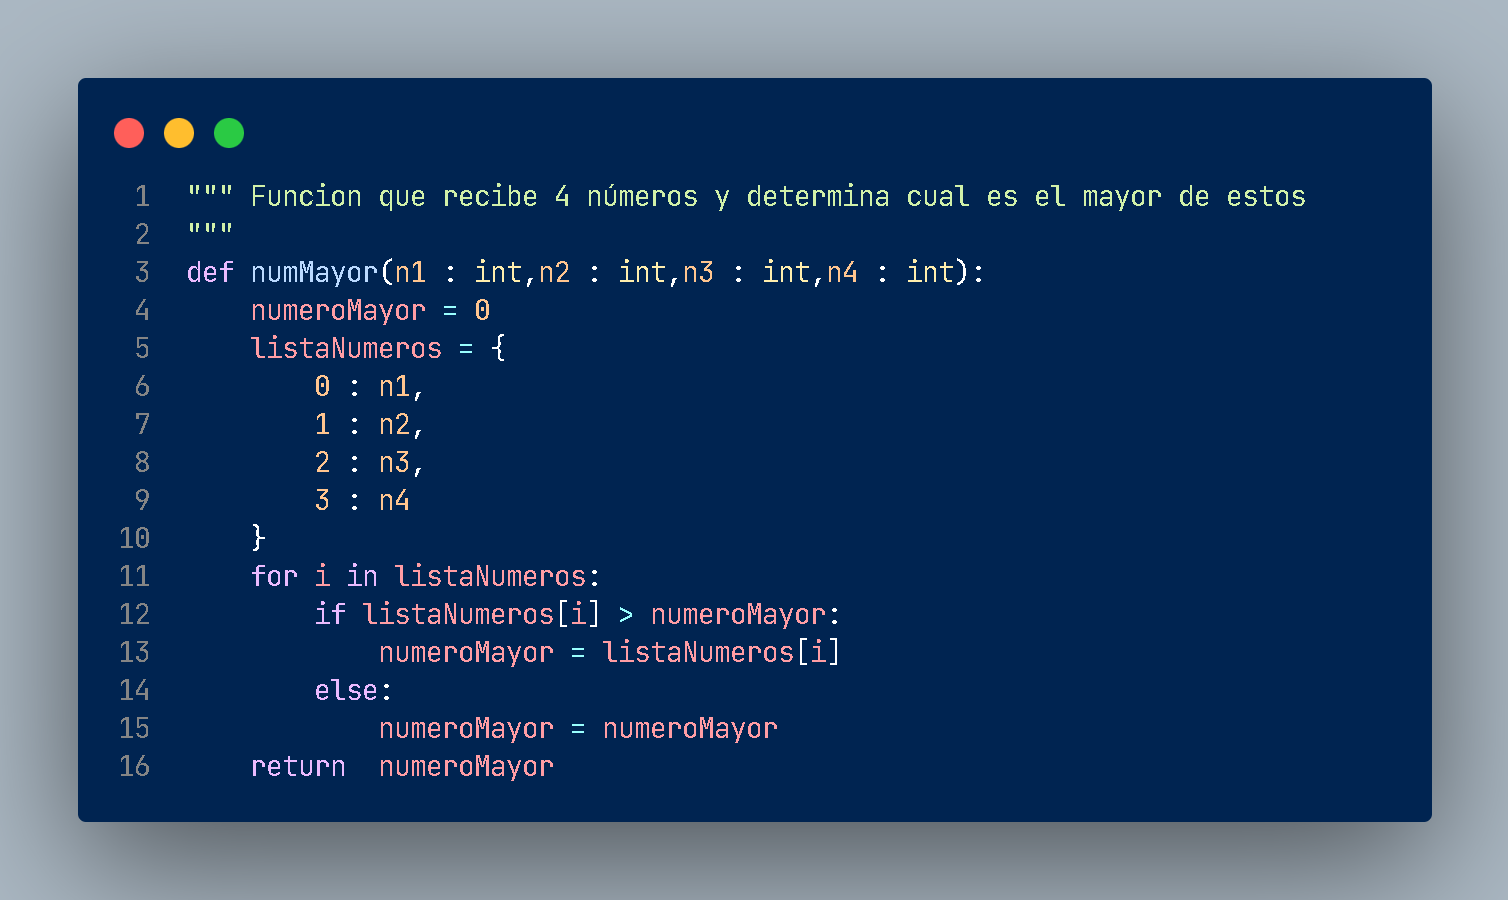 1 """ Funcion que recibe 4 números y determina cual es el mayor de estos
2 """
3 def numMayor(n1 : int,n2 : int,n3 : int,n4 : int):
4     numeroMayor = 0
5     listaNumeros = {
6         0 : n1,
7         1 : n2,
8         2 : n3,
9         3 : n4
10     }
11     for i in listaNumeros:
12         if listaNumeros[i] > numeroMayor:
13             numeroMayor = listaNumeros[i]
14         else:
15             numeroMayor = numeroMayor
16     return  numeroMayor